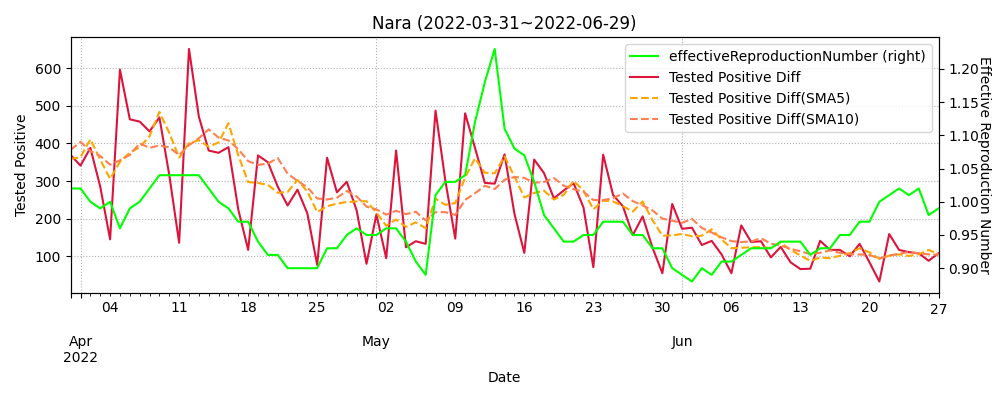 Nara (2022-03-31~2022-06-29)
effectiveReproductionNumber (right)
Tested Positive Diff
Tested Positive Diff(SMA5)
Tested Positive Diff(SMA10)
Tested Positive
600
500
400
300
200
100
1.20
1.15
1.10
1.05
1.00
0.95
0.90
Effective Reproduction Number
04 11 18 25 02 09 16 23 30 06 13 20 27
Apr May Jun
2022
Date